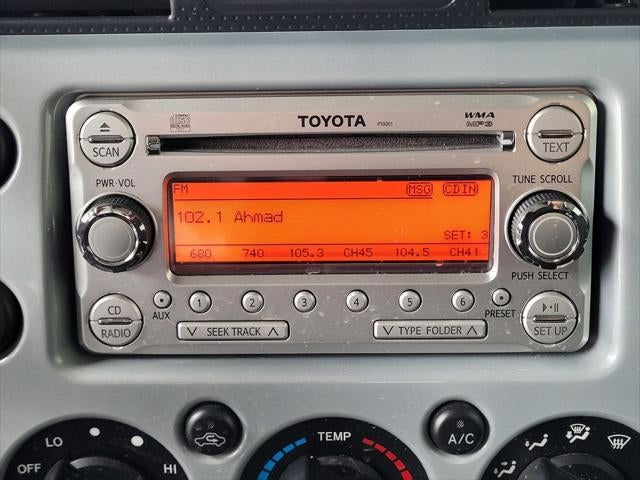 TOYOTA P10001 WMA
MP3
SCAN
TEXT
PWR·VOL
TUNE SCROLL
FM MSG CD IN
102.1 Ahmad
SET: 3
680 740 105.3 CH45 104.5 CH41
PUSH SELECT
CD
RADIO
AUX
1 2 3 4 5 6
PRESET
SET UP
SEEK TRACK
TYPE FOLDER
LO
OFF
HI
TEMP
A/C